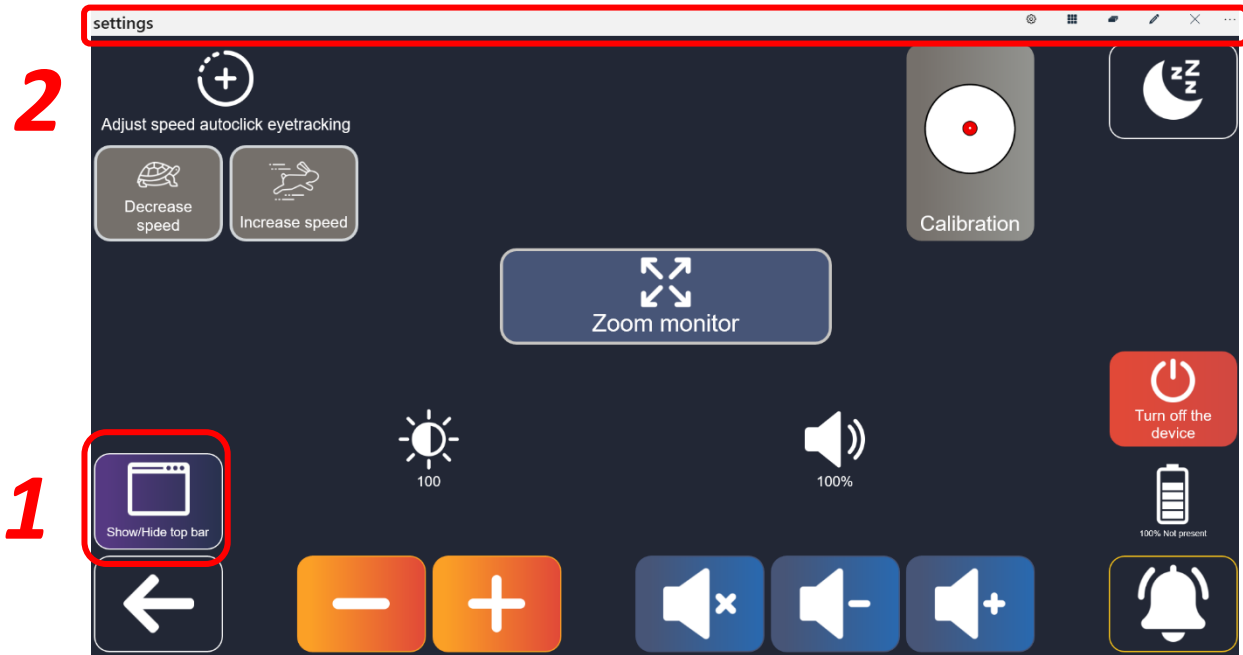 settings
2
zZ
z
Adjust speed autoclick eyetracking
Decrease
speed
Increase speed
Calibration
Zoom monitor
Turn off the
device
1
100
100%
Show/Hide top bar
100% Not present